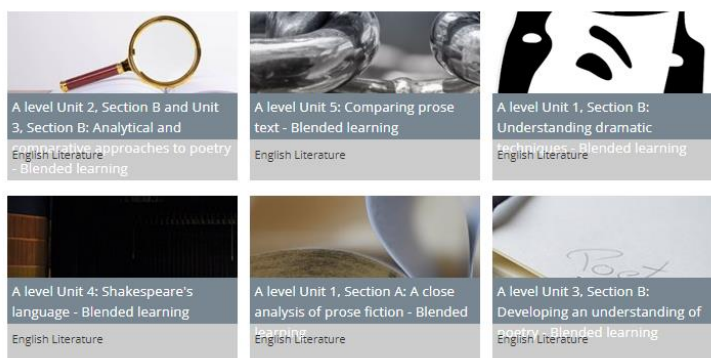 A level Unit 2, Section B and Unit
3, Section B: Analytical and
comparative approaches to poetry
- Blended learning
English Literature
A level Unit 5: Comparing prose
text - Blended learning
English Literature
A level Unit 1, Section B:
Understanding dramatic
techniques - Blended learning
English Literature
A level Unit 4: Shakespeare's
language - Blended learning
English Literature
A level Unit 1, Section A: A close
analysis of prose fiction - Blended
learning
English Literature
Poet
A level Unit 3, Section B:
Developing an understanding of
poetry - Blended learning
English Literature